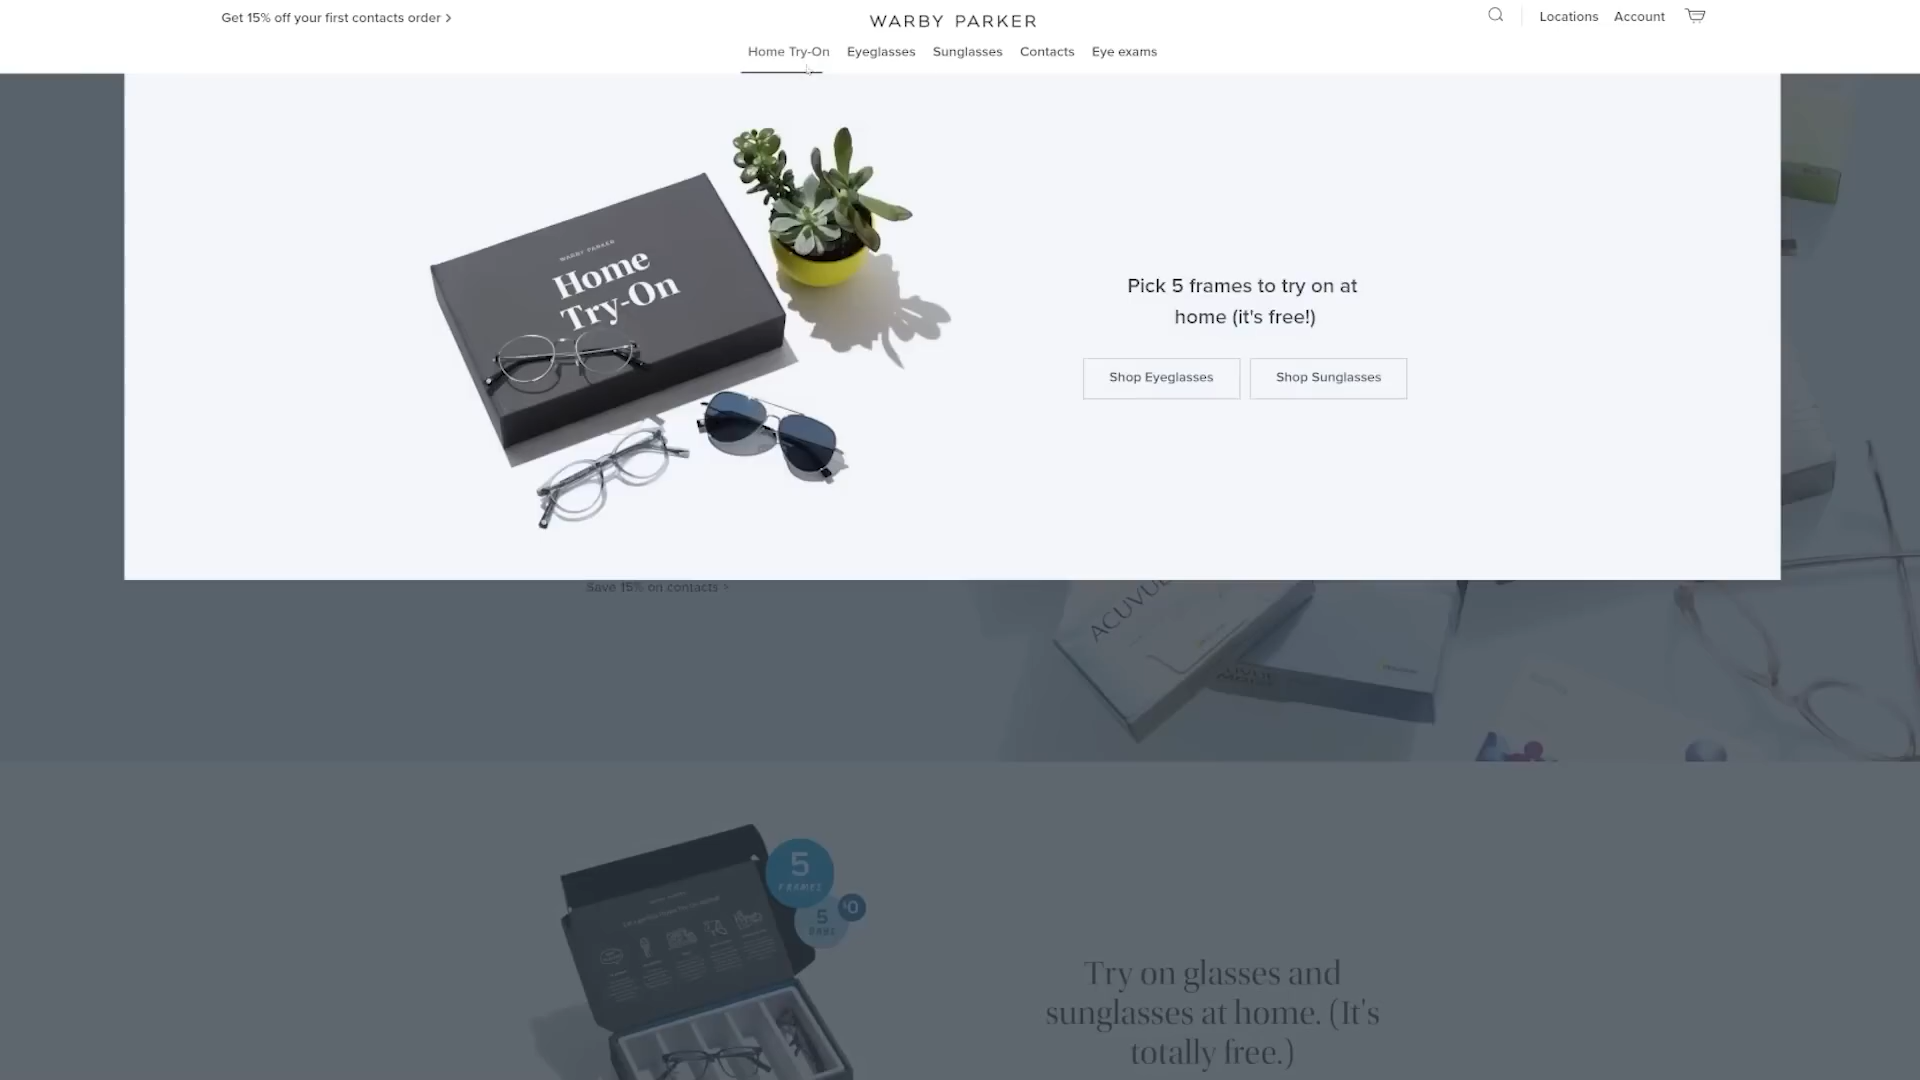 Get 15% off your first contacts order >
WARBY PARKER
Locations
Account
Home Try-On
Eyeglasses
Sunglasses
Contacts
Eye exams
WARBY PARKER
Home
Try-On
Pick 5 frames to try on at
home (it's free!)
Shop Eyeglasses
Shop Sunglasses
Save 15% on contacts >
ACUVUE
5
FRAMES
$0
5
DAYS
Try on glasses and
sunglasses at home. (It's
totally free.)